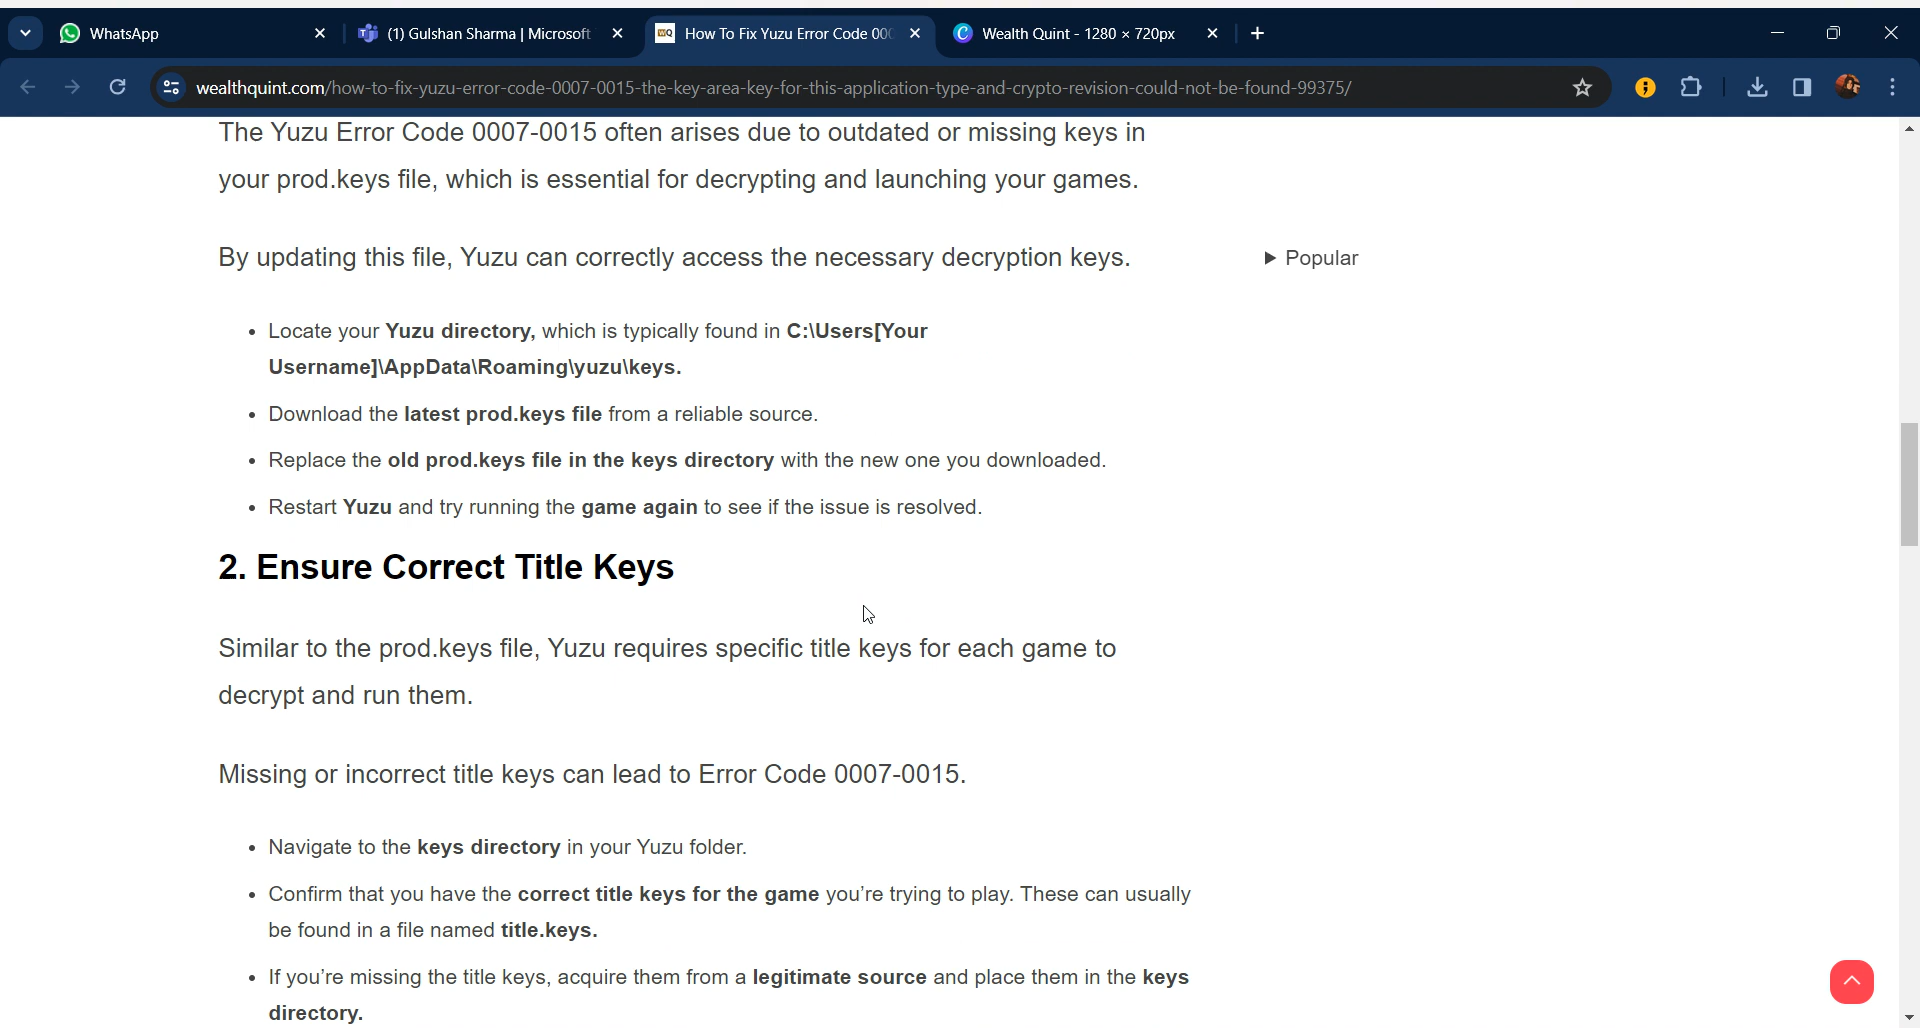 WhatsApp
(1) Gulshan Sharma | Microsoft
WQ
How To Fix Yuzu Error Code 000
Wealth Quint - 1280 × 720px
wealthquint.com/how-to-fix-yuzu-error-code-0007-0015-the-key-area-key-for-this-application-type-and-crypto-revision-could-not-be-found-99375/
The Yuzu Error Code 0007-0015 often arises due to outdated or missing keys in
your prod.keys file, which is essential for decrypting and launching your games.
By updating this file, Yuzu can correctly access the necessary decryption keys.
▶ Popular
• Locate your Yuzu directory, which is typically found in C:\Users[Your
Username]\AppData\Roaming\yuzu\keys.
• Download the latest prod.keys file from a reliable source.
• Replace the old prod.keys file in the keys directory with the new one you downloaded.
• Restart Yuzu and try running the game again to see if the issue is resolved.
2. Ensure Correct Title Keys
Similar to the prod.keys file, Yuzu requires specific title keys for each game to
decrypt and run them.
Missing or incorrect title keys can lead to Error Code 0007-0015.
• Navigate to the keys directory in your Yuzu folder.
• Confirm that you have the correct title keys for the game you're trying to play. These can usually
be found in a file named title.keys.
• If you're missing the title keys, acquire them from a legitimate source and place them in the keys
directory.